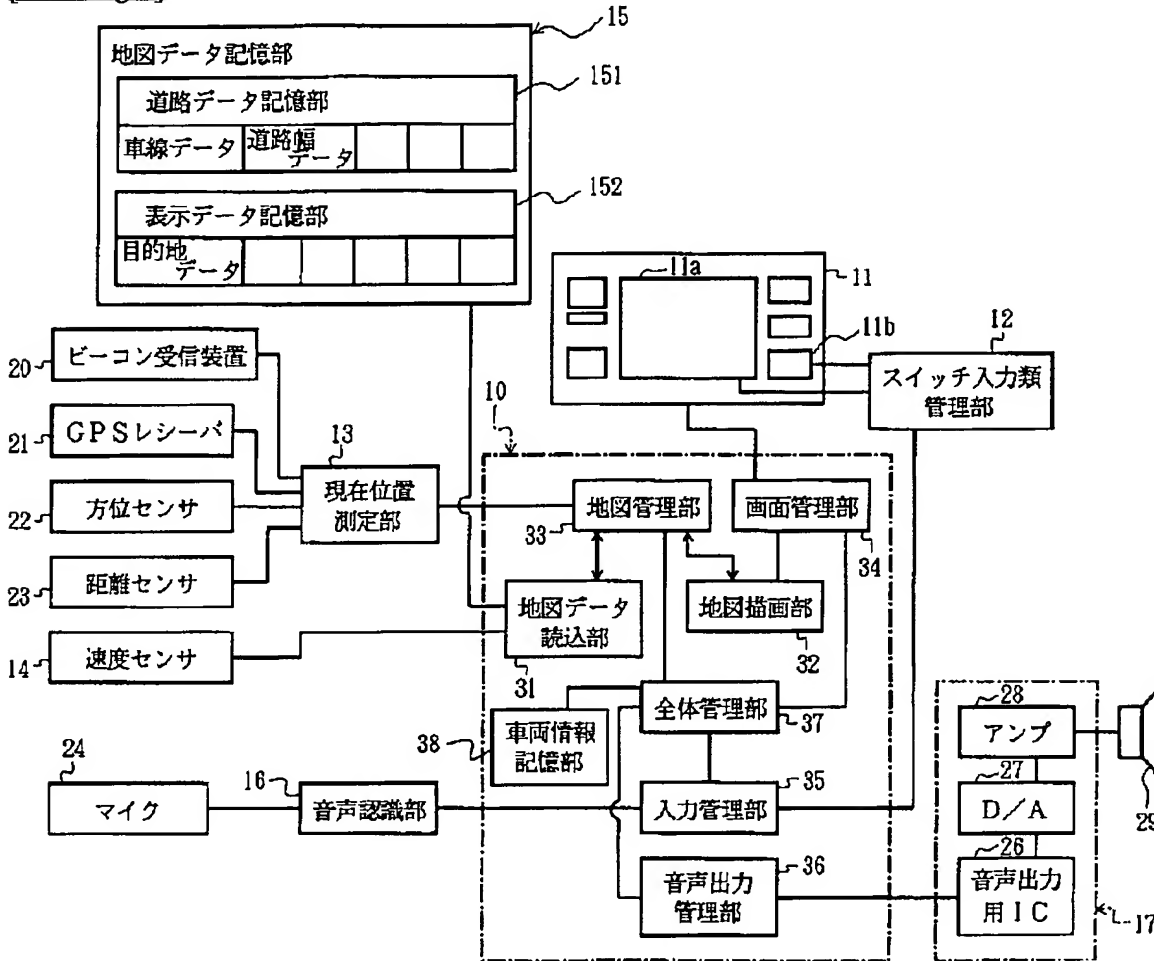 15
地図データ記憶部
151
道路データ記憶部
車線データ
道路幅
データ
152
表示データ記憶部
目的地
データ
11a
11
11b
12
スイッチ入力類
管理部
20
ビーコン受信装置
21
GPSレシーバ
22
方位センサ
23
距離センサ
14
速度センサ
13
現在位置
測定部
10
地図管理部
33
画面管理部
34
地図データ
読込部
31
地図描画部
32
全体管理部
37
38
車両情報
記憶部
24
マイク
16
音声認識部
35
入力管理部
36
音声出力
管理部
28
アンプ
27
D/A
26
音声出力
用IC
29
17